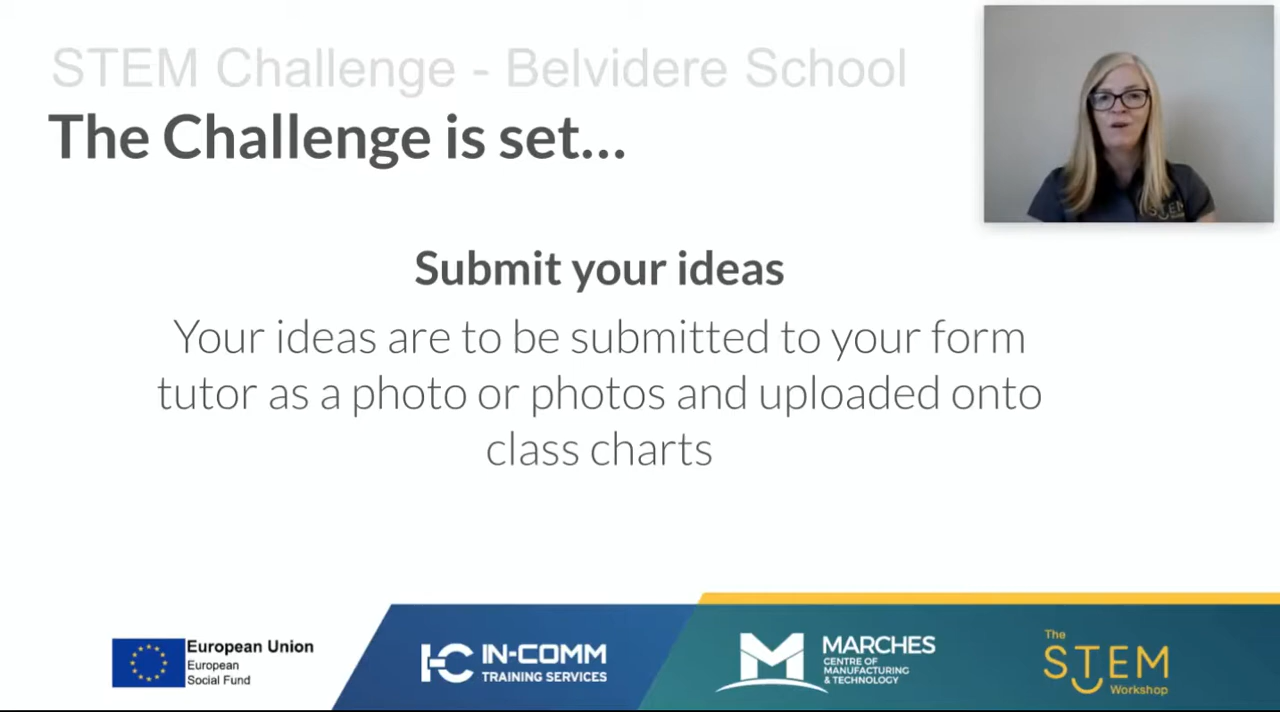 STEM Challenge - Belvidere School
The Challenge is set...
STEM
Submit your ideas
Your ideas are to be submitted to your form
tutor as a photo or photos and uploaded onto
class charts
European Union
European
Social Fund
IN-COMM
TRAINING SERVICES
MARCHES
CENTRE OF
MANUFACTURING
& TECHNOLOGY
The
STEM
Workshop